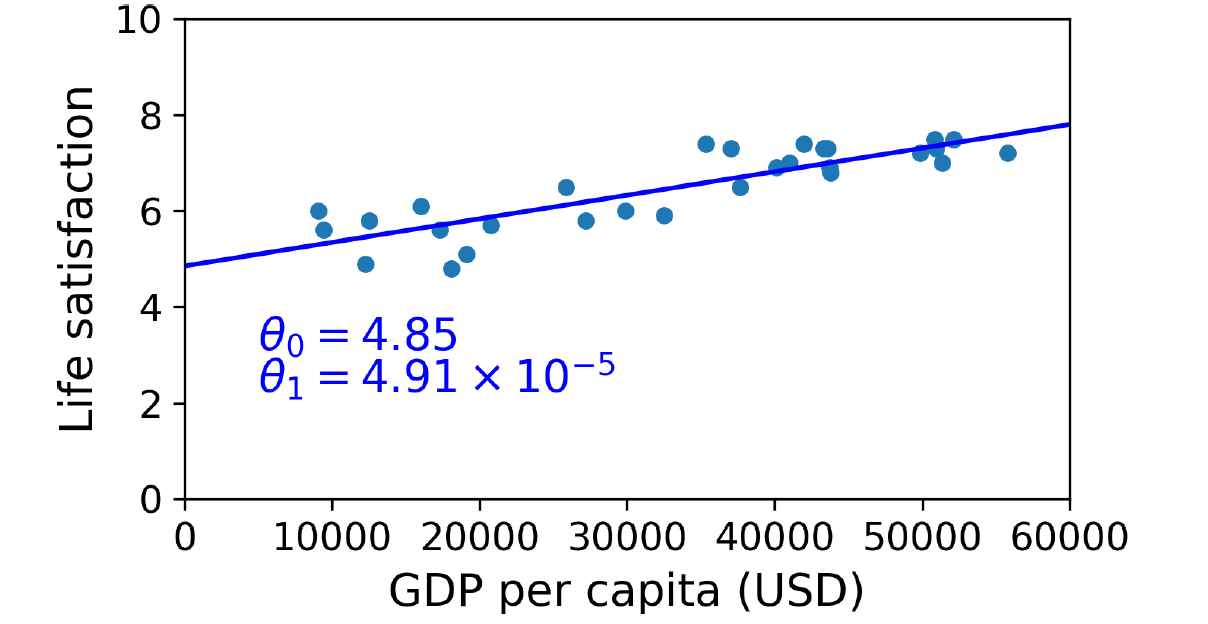 10
8
6
4
2
0
Life satisfaction
θ₀ = 4.85
θ₁ = 4.91 × 10⁻⁵
0 10000 20000 30000 40000 50000 60000
GDP per capita (USD)